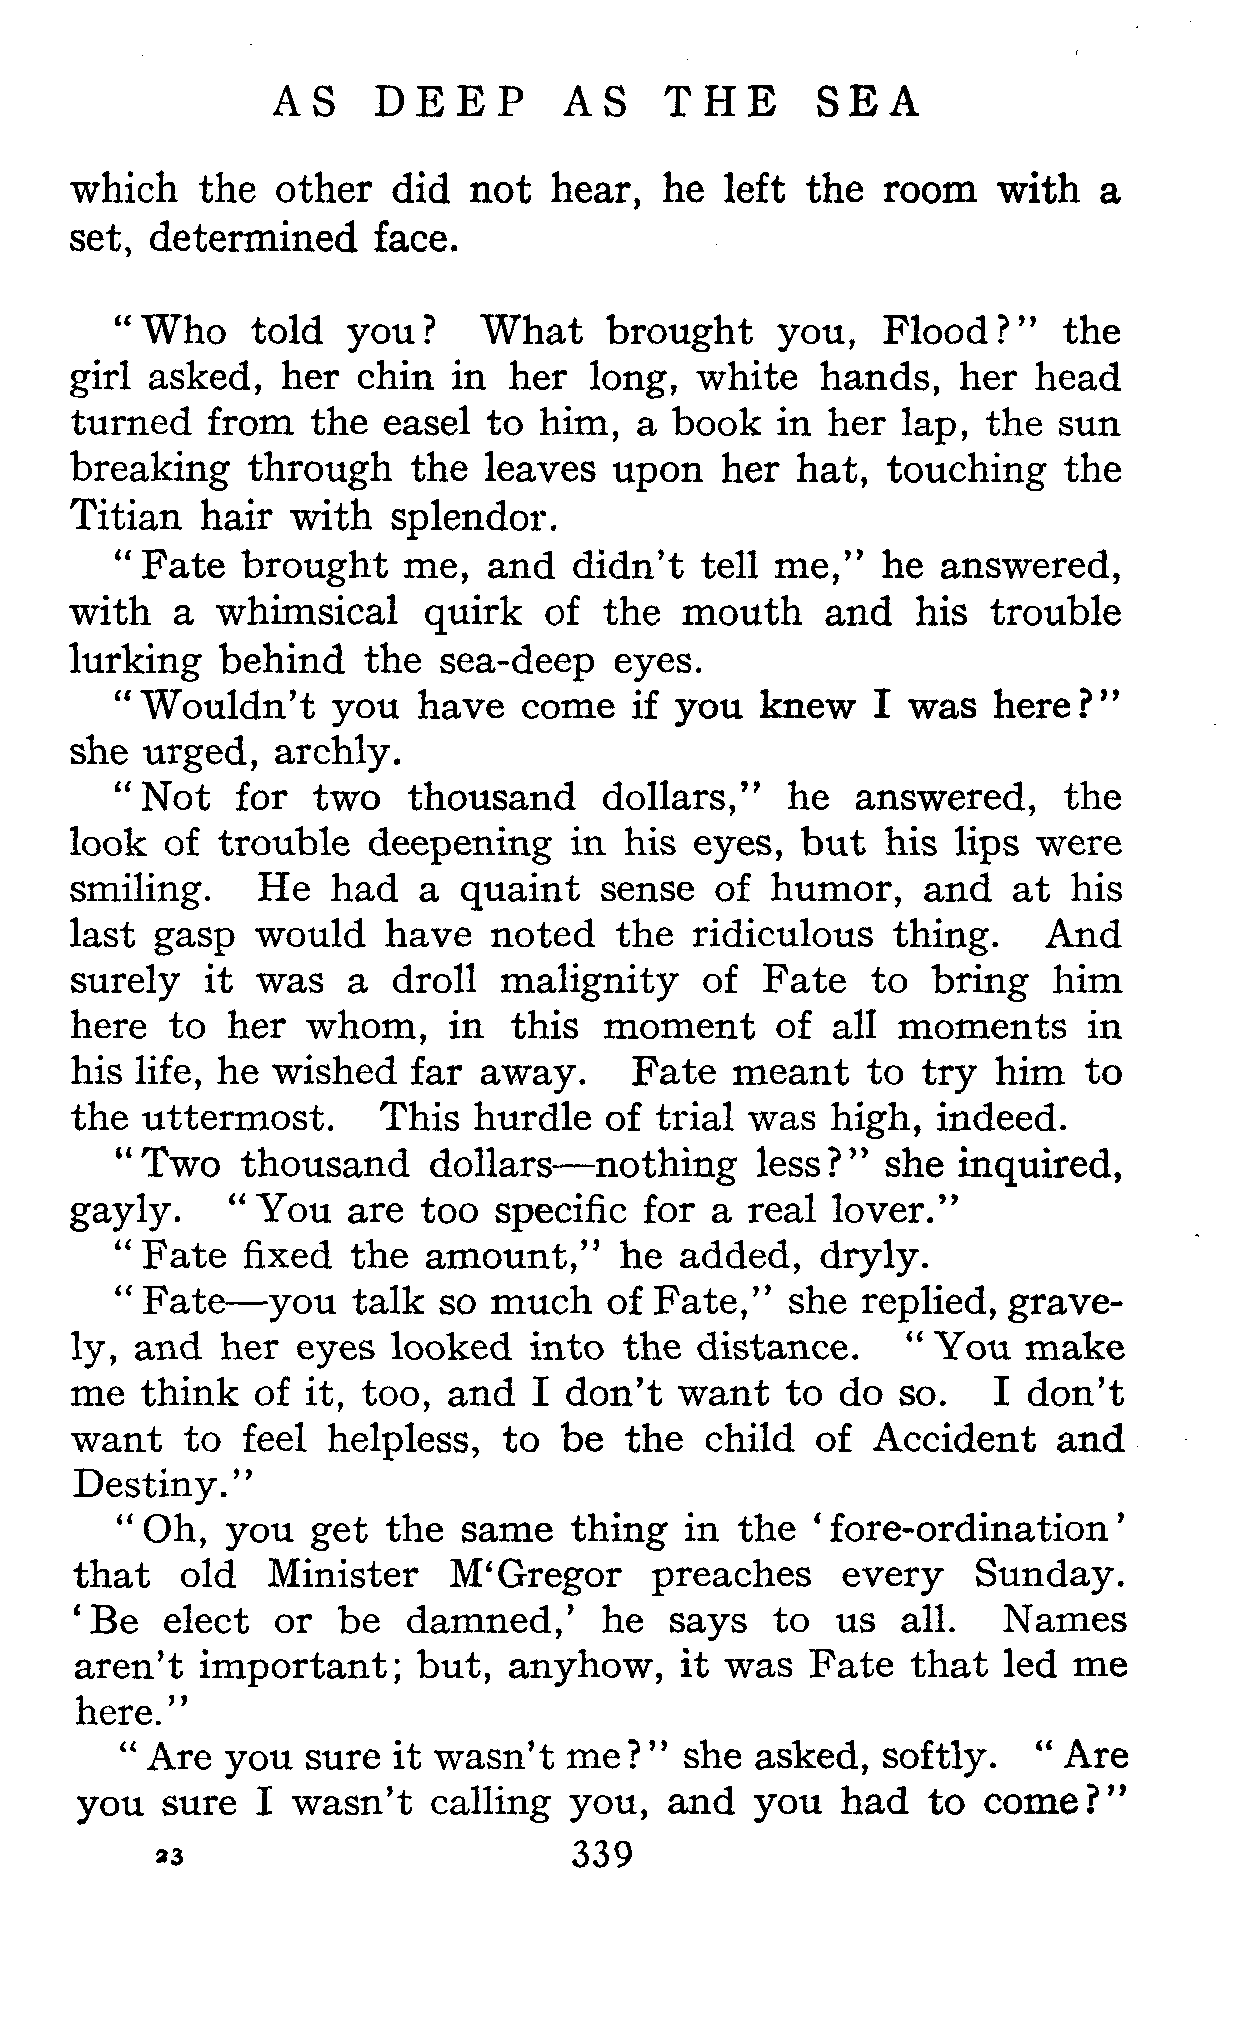 AS DEEP AS THE SEA
which the other did not hear, he left the room with a
set, determined face.
"Who told you? What brought you, Flood?" the
girl asked, her chin in her long, white hands, her head
turned from the easel to him, a book in her lap, the sun
breaking through the leaves upon her hat, touching the
Titian hair with splendor.
"Fate brought me, and didn't tell me," he answered,
with a whimsical quirk of the mouth and his trouble
lurking behind the sea-deep eyes.
"Wouldn't you have come if you knew I was here?"
she urged, archly.
"Not for two thousand dollars," he answered, the
look of trouble deepening in his eyes, but his lips were
smiling. He had a quaint sense of humor, and at his
last gasp would have noted the ridiculous thing. And
surely it was a droll malignity of Fate to bring him
here to her whom, in this moment of all moments in
his life, he wished far away. Fate meant to try him to
the uttermost. This hurdle of trial was high, indeed.
"Two thousand dollars—nothing less?" she inquired,
gayly. "You are too specific for a real lover."
"Fate fixed the amount," he added, dryly.
"Fate—you talk so much of Fate," she replied, grave-
ly, and her eyes looked into the distance. "You make
me think of it, too, and I don't want to do so. I don't
want to feel helpless, to be the child of Accident and
Destiny."
"Oh, you get the same thing in the 'fore-ordination'
that old Minister M‘Gregor preaches every Sunday.
'Be elect or be damned,' he says to us all. Names
aren't important; but, anyhow, it was Fate that led me
here."
"Are you sure it wasn't me?" she asked, softly. "Are
you sure I wasn't calling you, and you had to come?"
23 339